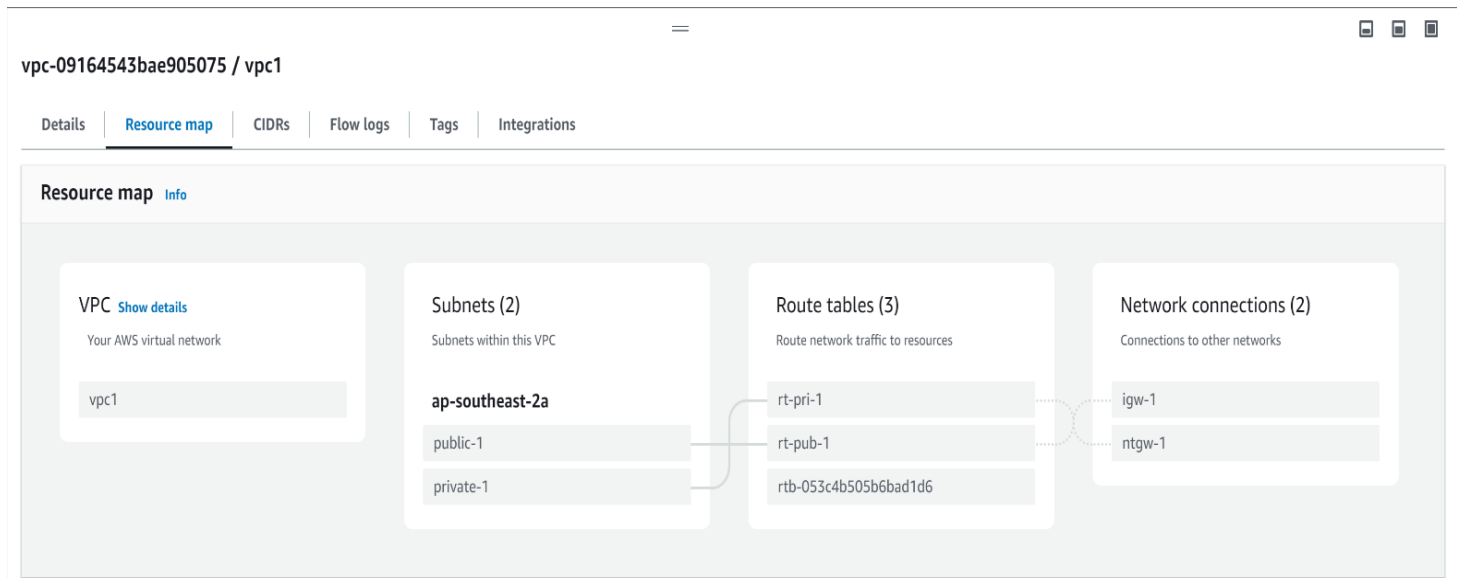 vpc-09164543bae905075 / vpc1
Details Resource map CIDRs Flow logs Tags Integrations
Resource map Info
VPC Show details
Your AWS virtual network
vpc1
Subnets (2)
Subnets within this VPC
ap-southeast-2a
public-1
private-1
Route tables (3)
Route network traffic to resources
rt-pri-1
rt-pub-1
rtb-053c4b505b6bad1d6
Network connections (2)
Connections to other networks
igw-1
ntgw-1